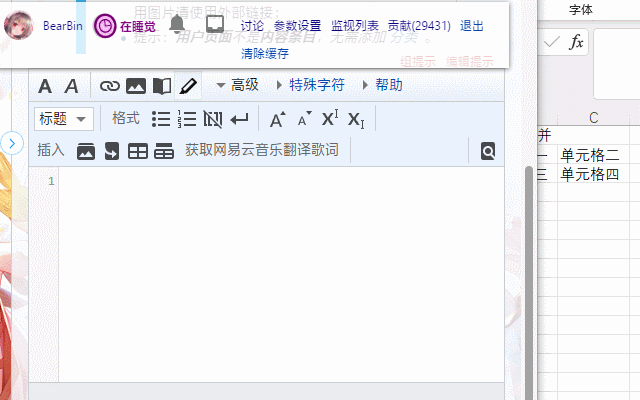 用图片请使用外部链接；
BearBin 在睡觉 讨论 参数设置 监视列表 贡献(29431) 退出
提示：用户页面不是内容条目，无需添加"分类"。
清除缓存
组提示 编辑提示
A A 高级 特殊字符 帮助
标题 格式 A A X X
插入 获取网易云音乐翻译歌词
1
字体
fx
C
并
一 单元格二
三 单元格四